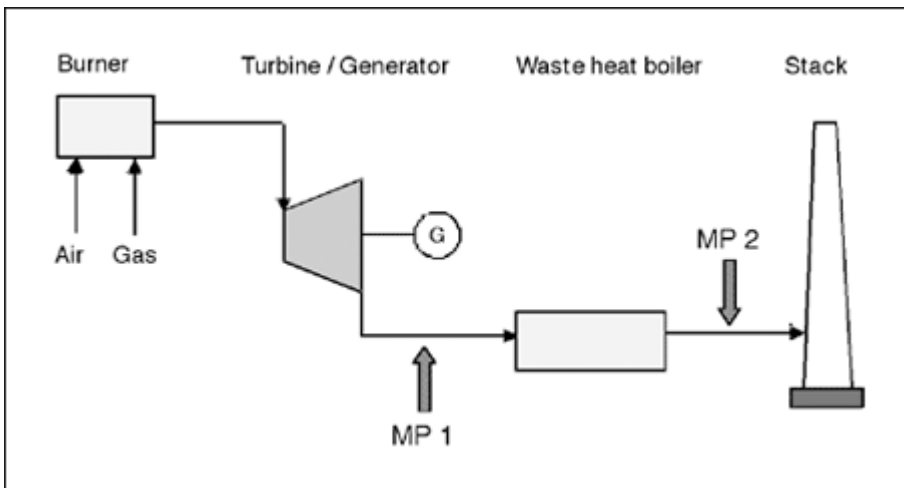 Burner
Turbine / Generator
Waste heat boiler
Stack
Air
Gas
G
MP 2
MP 1